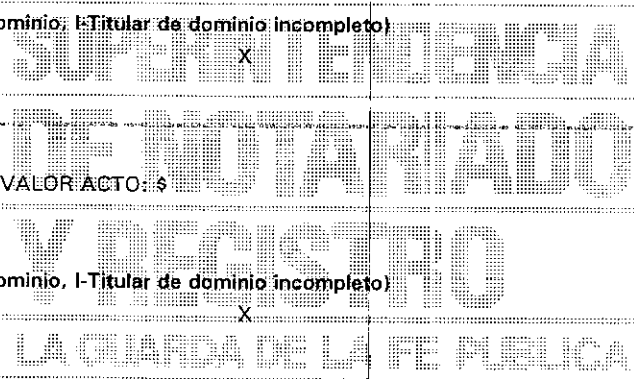 ominio, I-Titular de dominio incompleto)
SUPERINTENDENCIA
X
DE NOTARIADO
VALOR ACTO: $
Y REGISTRO
ominio, I-Titular de dominio incompleto)
X
LA GUARDA DE LA FE PUBLICA